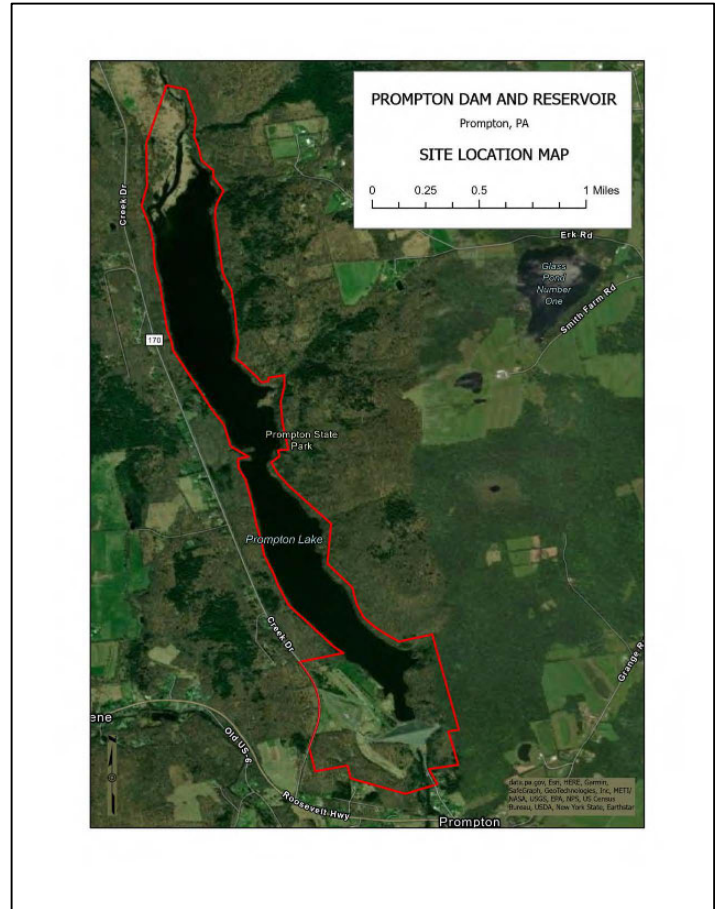 PROMPTON DAM AND RESERVOIR
Prompton, PA
SITE LOCATION MAP
0 0.25 0.5 1 Miles
Creek Dr
Erk Rd
Glass
Pond
Number
One
Smith Farm Rd
170
Prompton State
Park
Prompton Lake
Creek Dr
Grange R
ene
Old US-6
Roosevelt Hwy
Prompton
data.pa.gov, Esri, HERE, Garmin,
SafeGraph, GeoTechnologies, Inc, METI/
NASA, USGS, EPA, NPS, US Census
Bureau, USDA, New York State, Earthstar